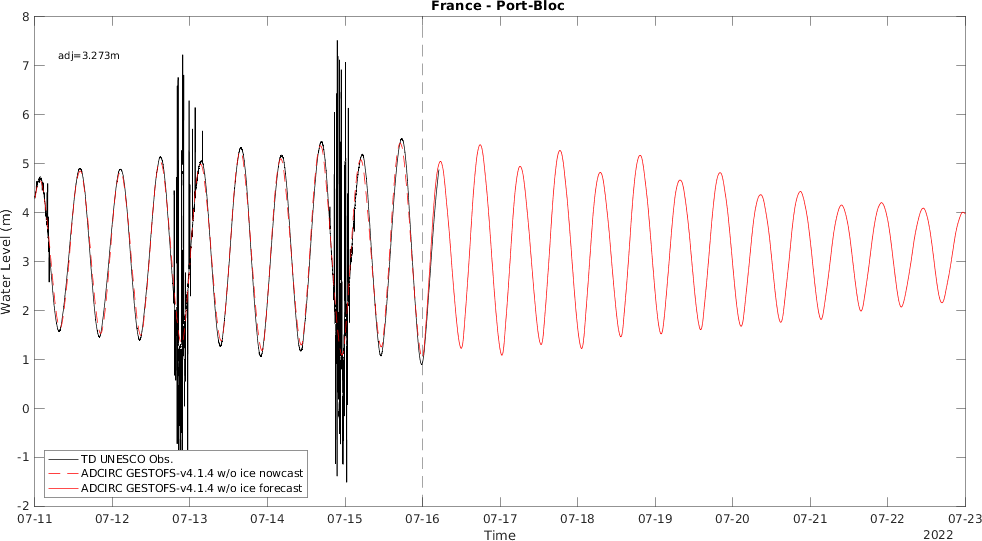 France - Port-Bloc
8
7
6
5
4
3
2
1
0
-1
-2
adj=3.273m
Water Level (m)
TD UNESCO Obs.
ADCIRC GESTOFS-v4.1.4 w/o ice nowcast
ADCIRC GESTOFS-v4.1.4 w/o ice forecast
07-11 07-12 07-13 07-14 07-15 07-16 07-17 07-18 07-19 07-20 07-21 07-22 07-23
Time
2022